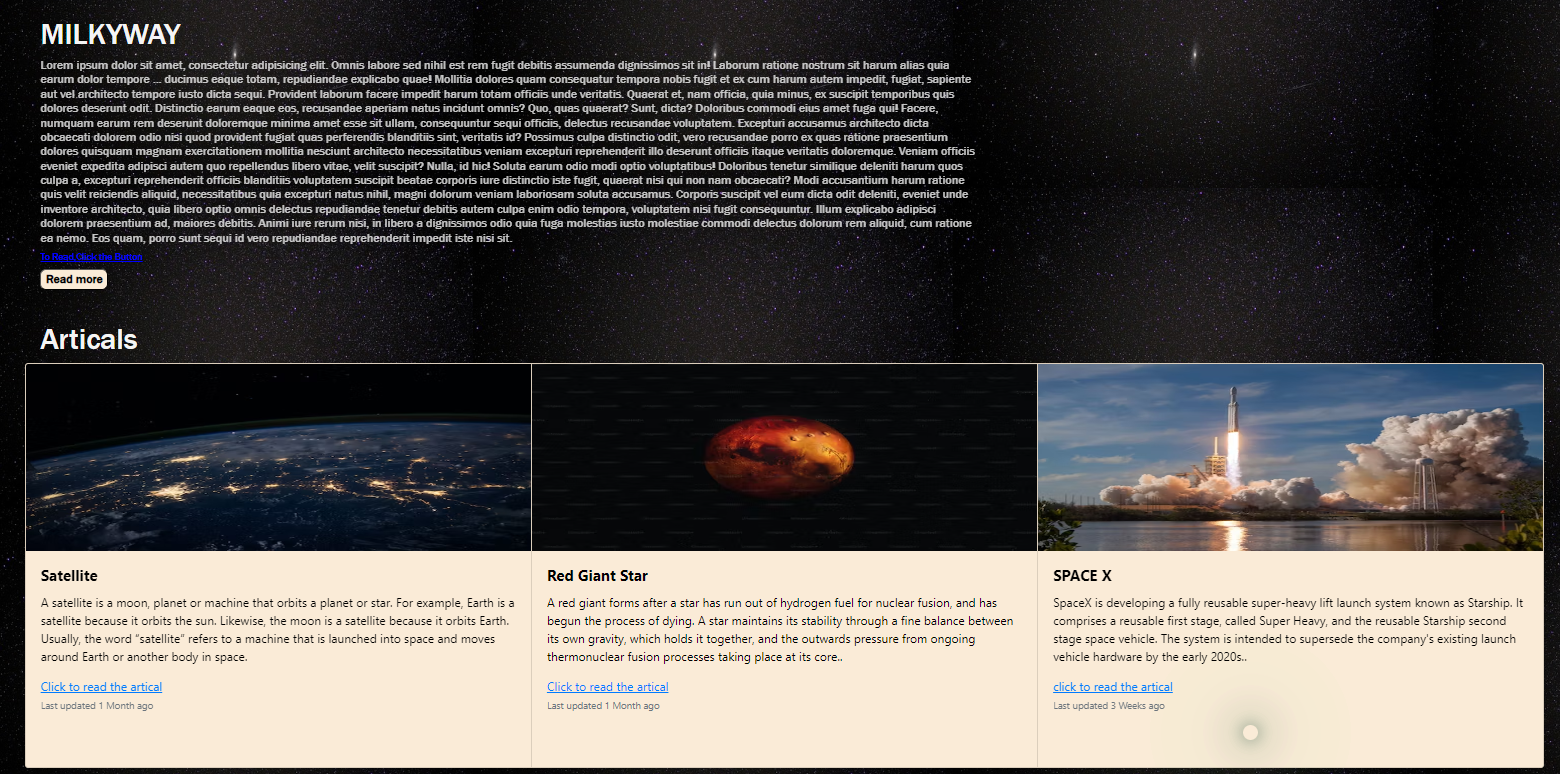 MILKYWAY
Lorem ipsum dolor sit amet, consectetur adipisicing elit. Omnis labore sed nihil est rem fugit debitis assumenda dignissimos sit in! Laborum ratione nostrum sit harum alias quia
earum dolor tempore ... ducimus eaque totam, repudiandae explicabo quae! Mollitia dolores quam consequatur tempora nobis fugit et ex cum harum autem impedit, fugiat, sapiente
aut vel architecto tempore iusto dicta sequi. Provident laborum facere impedit harum totam officiis unde veritatis. Quaerat et, nam officia, quia minus, ex suscipit temporibus quis
dolores deserunt odit. Distinctio earum eaque eos, recusandae aperiam natus incidunt omnis? Quo, quas quaerat? Sunt, dicta? Doloribus commodi eius amet fuga qui! Facere,
numquam earum rem deserunt doloremque minima amet esse sit ullam, consequuntur sequi officiis, delectus recusandae voluptatem. Excepturi accusamus architecto dicta
obcaecati dolorem odio nisi quod provident fugiat quas perferendis blanditiis sint, veritatis id? Possimus culpa distinctio odit, vero recusandae porro ex quas ratione praesentium
dolores quisquam magnam exercitationem mollitia nesciunt architecto necessitatibus veniam excepturi reprehenderit illo deserunt officiis itaque veritatis doloremque. Veniam officiis
eveniet expedita adipisci autem quo repellendus libero vitae, velit suscipit? Nulla, id hic! Soluta earum odio modi optio voluptatibus! Doloribus tenetur similique deleniti harum quos
culpa a, excepturi reprehenderit officiis blanditiis voluptatem suscipit beatae corporis iure distinctio iste fugit, quaerat nisi qui non nam obcaecati? Modi accusantium harum ratione
quis velit reiciendis aliquid, necessitatibus quia excepturi natus nihil, magni dolorum veniam laboriosam soluta accusamus. Corporis suscipit vel eum dicta odit deleniti, eveniet unde
inventore architecto, quia libero optio omnis delectus repudiandae tenetur debitis autem culpa enim odio tempora, voluptatem nisi fugit consequuntur. Illum explicabo adipisci
dolorem praesentium ad, maiores debitis. Animi iure rerum nisi, in libero a dignissimos odio quia fuga molestias iusto molestiae commodi delectus dolorum rem aliquid, cum ratione
ea nemo. Eos quam, porro sunt sequi id vero repudiandae reprehenderit impedit iste nisi sit.
To Read Click the Button
Read more
Articals
Satellite
A satellite is a moon, planet or machine that orbits a planet or star. For example, Earth is a
satellite because it orbits the sun. Likewise, the moon is a satellite because it orbits Earth.
Usually, the word “satellite” refers to a machine that is launched into space and moves
around Earth or another body in space.
Click to read the artical
Last updated 1 Month ago
Red Giant Star
A red giant forms after a star has run out of hydrogen fuel for nuclear fusion, and has
begun the process of dying. A star maintains its stability through a fine balance between
its own gravity, which holds it together, and the outwards pressure from ongoing
thermonuclear fusion processes taking place at its core..
Click to read the artical
Last updated 1 Month ago
SPACE X
SpaceX is developing a fully reusable super-heavy lift launch system known as Starship. It
comprises a reusable first stage, called Super Heavy, and the reusable Starship second
stage space vehicle. The system is intended to supersede the company's existing launch
vehicle hardware by the early 2020s..
click to read the artical
Last updated 3 Weeks ago